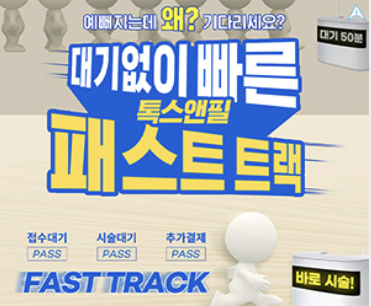 예뻐지는데 왜? 기다리세요?
대기 50분
대기없이 빠른
톡스앤필
패스트트랙
접수대기 시술대기 추가결제
PASS PASS PASS
FAST TRACK
바로 시술!